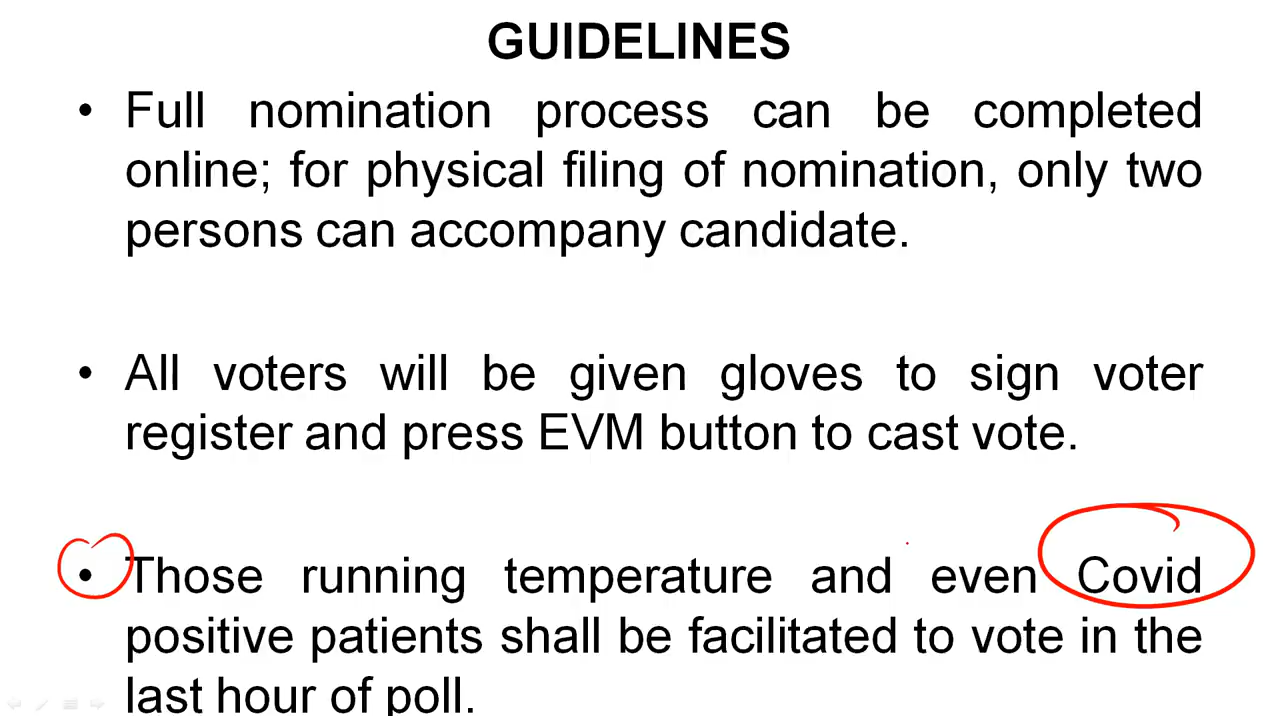 GUIDELINES
• Full nomination process can be completed
online; for physical filing of nomination, only two
persons can accompany candidate.
• All voters will be given gloves to sign voter
register and press EVM button to cast vote.
• Those running temperature and even Covid
positive patients shall be facilitated to vote in the
last hour of poll.